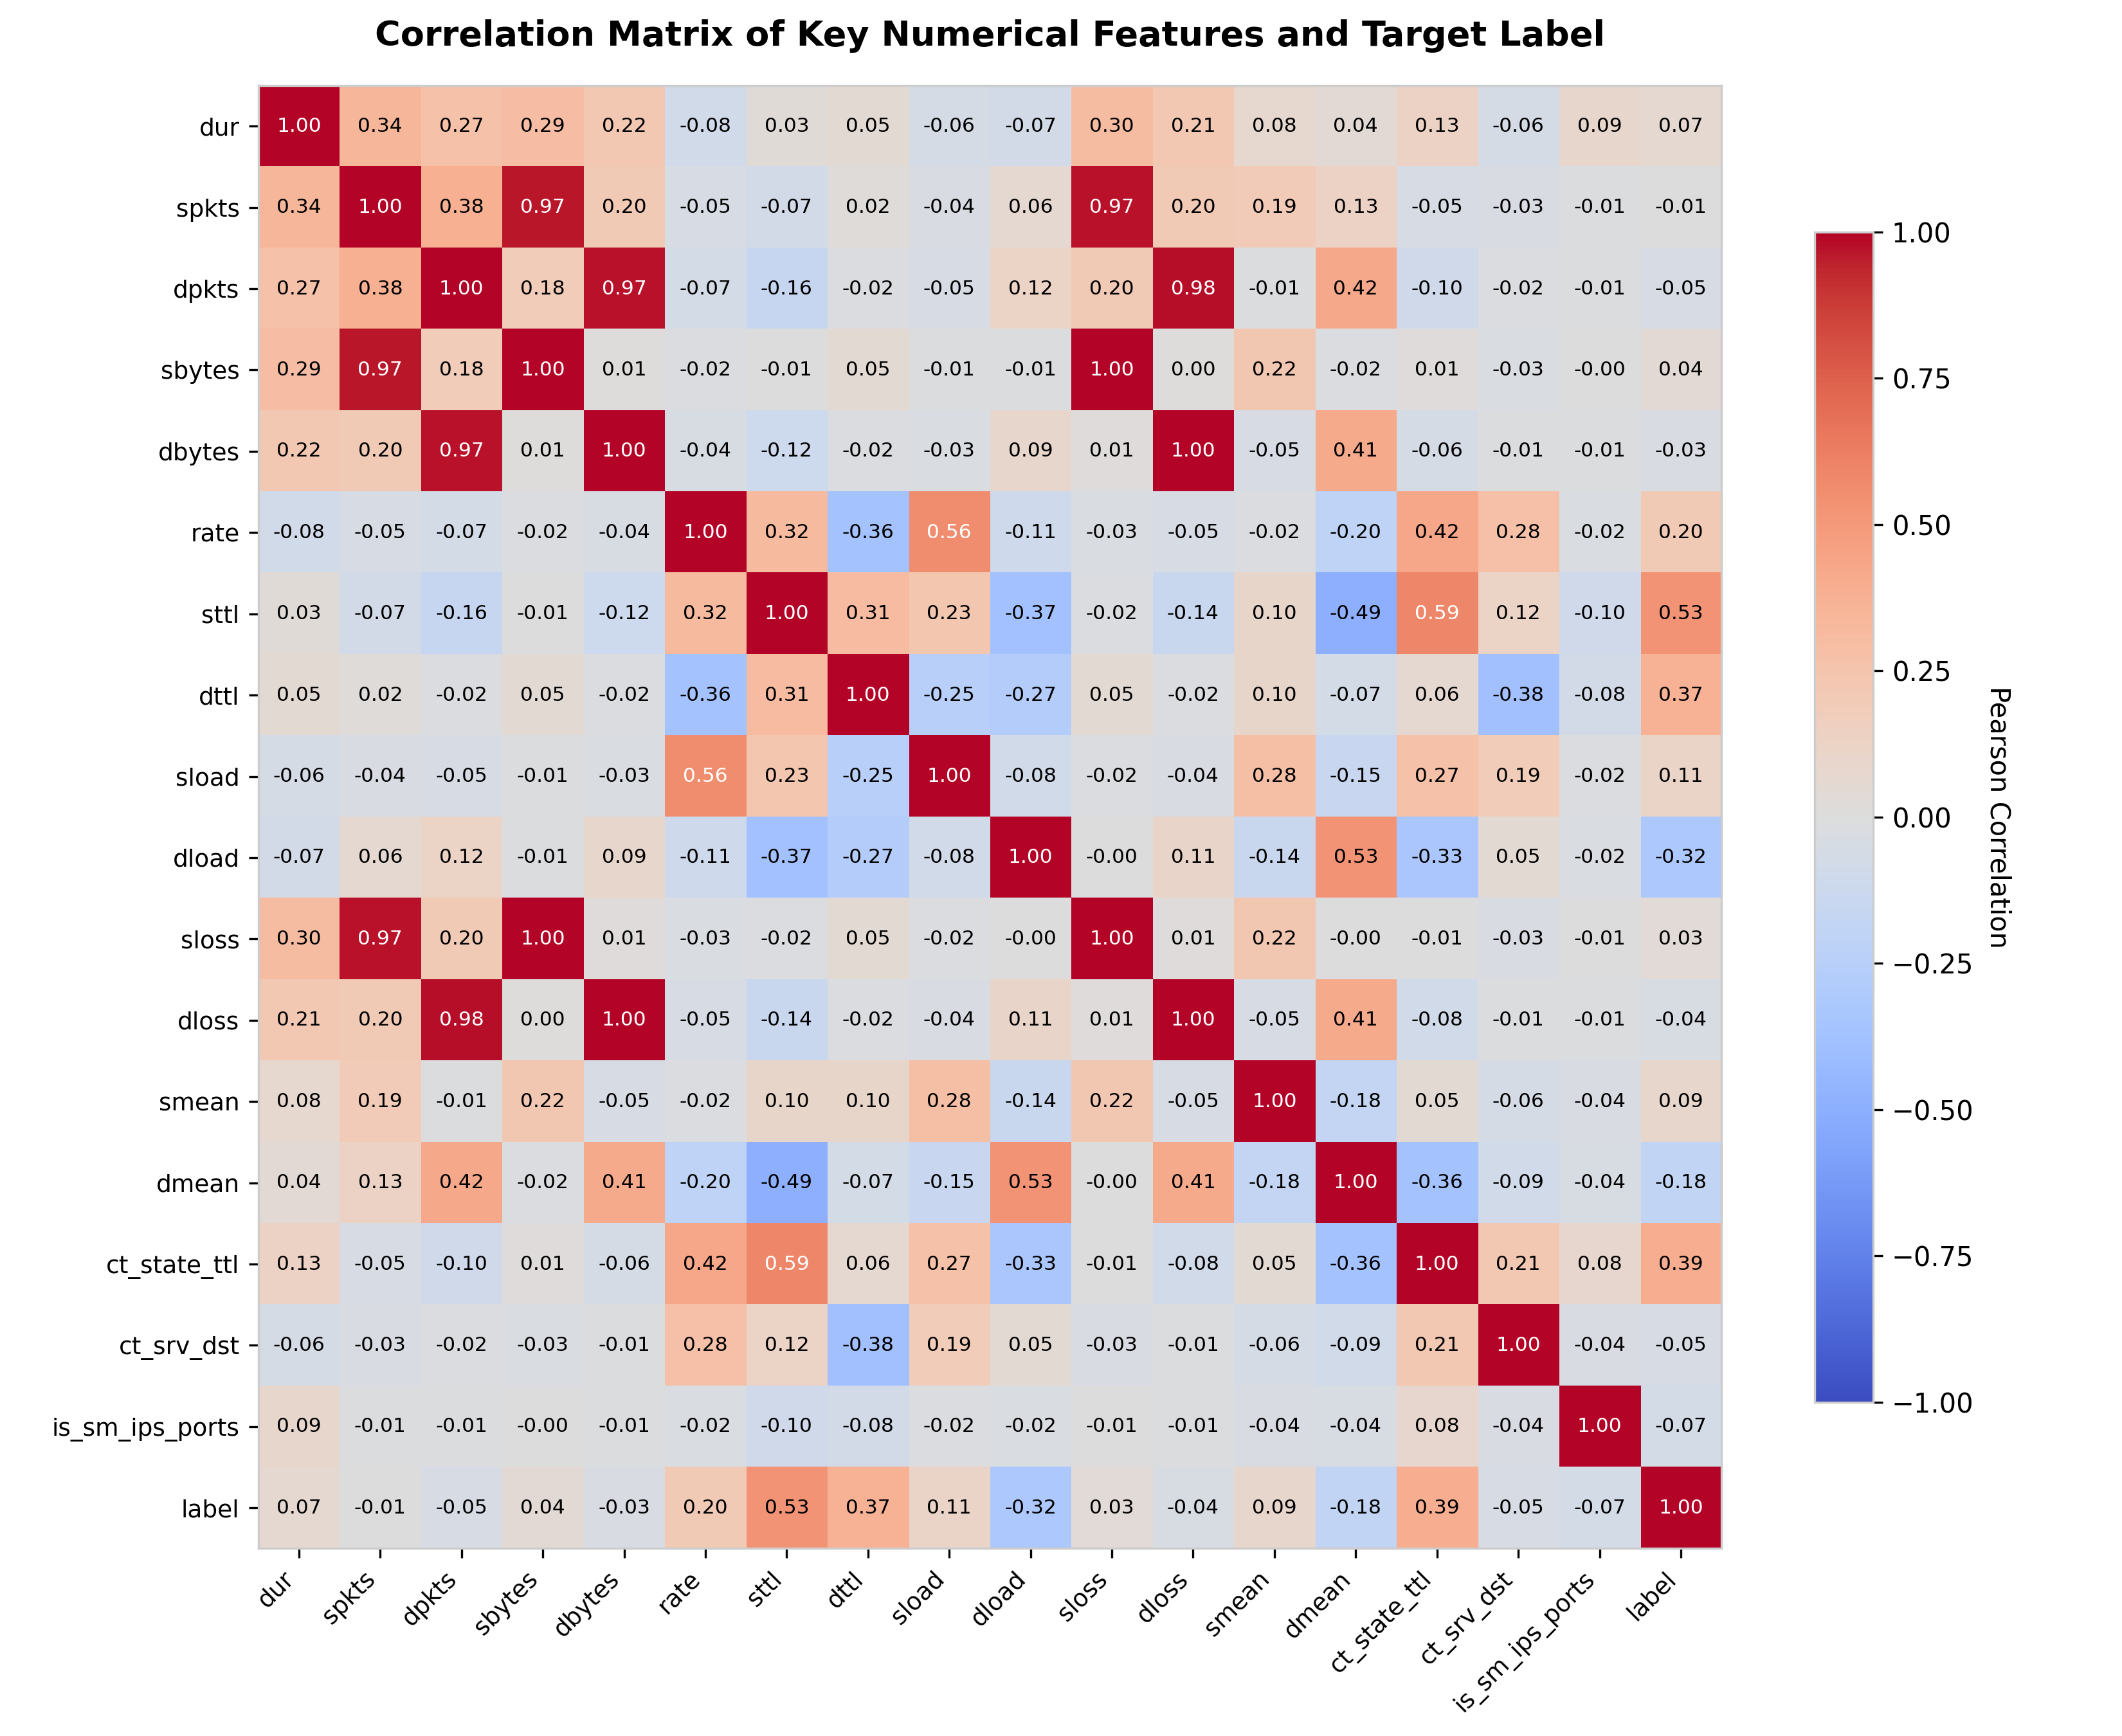 Correlation Matrix of Key Numerical Features and Target Label
dur 1.00 0.34 0.27 0.29 0.22 -0.08 0.03 0.05 -0.06 -0.07 0.30 0.21 0.08 0.04 0.13 -0.06 0.09 0.07
spkts 0.34 1.00 0.38 0.97 0.20 -0.05 -0.07 0.02 -0.04 0.06 0.97 0.20 0.19 0.13 -0.05 -0.03 -0.01 -0.01
dpkts 0.27 0.38 1.00 0.18 0.97 -0.07 -0.16 -0.02 -0.05 0.12 0.20 0.98 -0.01 0.42 -0.10 -0.02 -0.01 -0.05
sbytes 0.29 0.97 0.18 1.00 0.01 -0.02 -0.01 0.05 -0.01 -0.01 1.00 0.00 0.22 -0.02 0.01 -0.03 -0.00 0.04
dbytes 0.22 0.20 0.97 0.01 1.00 -0.04 -0.12 -0.02 -0.03 0.09 0.01 1.00 -0.05 0.41 -0.06 -0.01 -0.01 -0.03
rate -0.08 -0.05 -0.07 -0.02 -0.04 1.00 0.32 -0.36 0.56 -0.11 -0.03 -0.05 -0.02 -0.20 0.42 0.28 -0.02 0.20
sttl 0.03 -0.07 -0.16 -0.01 -0.12 0.32 1.00 0.31 0.23 -0.37 -0.02 -0.14 0.10 -0.49 0.59 0.12 -0.10 0.53
dttl 0.05 0.02 -0.02 0.05 -0.02 -0.36 0.31 1.00 -0.25 -0.27 0.05 -0.02 0.10 -0.07 0.06 -0.38 -0.08 0.37
sload -0.06 -0.04 -0.05 -0.01 -0.03 0.56 0.23 -0.25 1.00 -0.08 -0.02 -0.04 0.28 -0.15 0.27 0.19 -0.02 0.11
dload -0.07 0.06 0.12 -0.01 0.09 -0.11 -0.37 -0.27 -0.08 1.00 -0.00 0.11 -0.14 0.53 -0.33 0.05 -0.02 -0.32
sloss 0.30 0.97 0.20 1.00 0.01 -0.03 -0.02 0.05 -0.02 -0.00 1.00 0.01 0.22 -0.00 -0.01 -0.03 -0.01 0.03
dloss 0.21 0.20 0.98 0.00 1.00 -0.05 -0.14 -0.02 -0.04 0.11 0.01 1.00 -0.05 0.41 -0.08 -0.01 -0.01 -0.04
smean 0.08 0.19 -0.01 0.22 -0.05 -0.02 0.10 0.10 0.28 -0.14 0.22 -0.05 1.00 -0.18 0.05 -0.06 -0.04 0.09
dmean 0.04 0.13 0.42 -0.02 0.41 -0.20 -0.49 -0.07 -0.15 0.53 -0.00 0.41 -0.18 1.00 -0.36 -0.09 -0.04 -0.18
ct_state_ttl 0.13 -0.05 -0.10 0.01 -0.06 0.42 0.59 0.06 0.27 -0.33 -0.01 -0.08 0.05 -0.36 1.00 0.21 0.08 0.39
ct_srv_dst -0.06 -0.03 -0.02 -0.03 -0.01 0.28 0.12 -0.38 0.19 0.05 -0.03 -0.01 -0.06 -0.09 0.21 1.00 -0.04 -0.05
is_sm_ips_ports 0.09 -0.01 -0.01 -0.00 -0.01 -0.02 -0.10 -0.08 -0.02 -0.02 -0.01 -0.01 -0.04 -0.04 0.08 -0.04 1.00 -0.07
label 0.07 -0.01 -0.05 0.04 -0.03 0.20 0.53 0.37 0.11 -0.32 0.03 -0.04 0.09 -0.18 0.39 -0.05 -0.07 1.00
dur spkts dpkts sbytes dbytes rate sttl dttl sload dload sloss dloss smean dmean ct_state_ttl ct_srv_dst is_sm_ips_ports label
1.00
0.75
0.50
0.25
0.00
−0.25
−0.50
−0.75
−1.00
Pearson Correlation